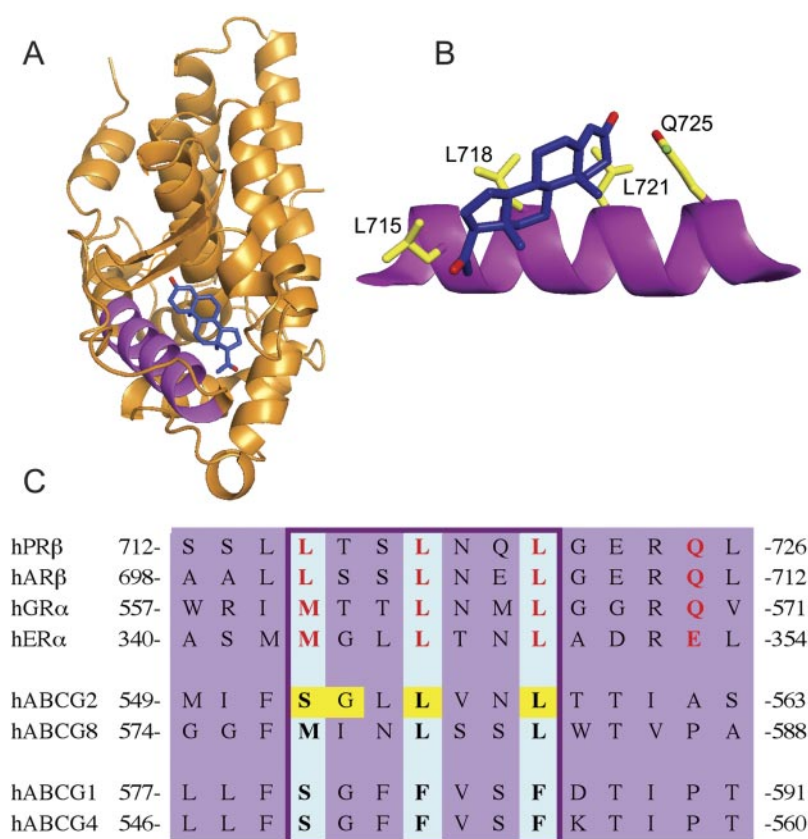 A
B
Q725
L718
L721
L715
C
hPRβ 712- S S L L T S L N Q L G E R Q L -726
hARβ 698- A A L L S S L N E L G E R Q L -712
hGRα 557- W R I M T T L N M L G G R Q V -571
hERα 340- A S M M G L L T N L A D R E L -354
hABCG2 549- M I F S G L L V N L T T I A S -563
hABCG8 574- G G F M I N L S S L W T V P A -588
hABCG1 577- L L F S G F F V S F D T I P T -591
hABCG4 546- L L F S G F F V S F K T I P T -560